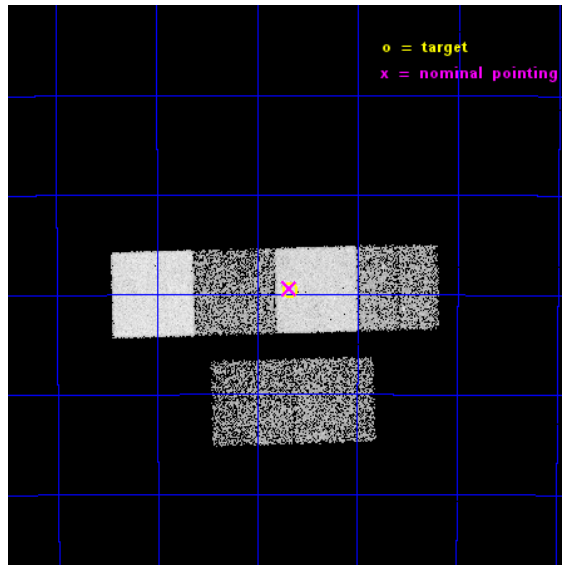 o = target
x = nominal pointing